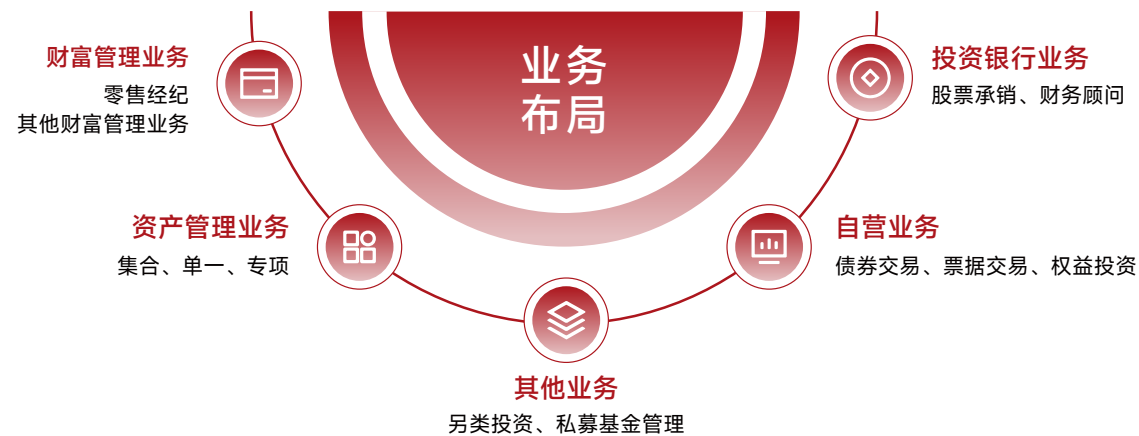 业务
布局
财富管理业务
零售经纪
其他财富管理业务
资产管理业务
集合、单一、专项
其他业务
另类投资、私募基金管理
自营业务
债券交易、票据交易、权益投资
投资银行业务
股票承销、财务顾问